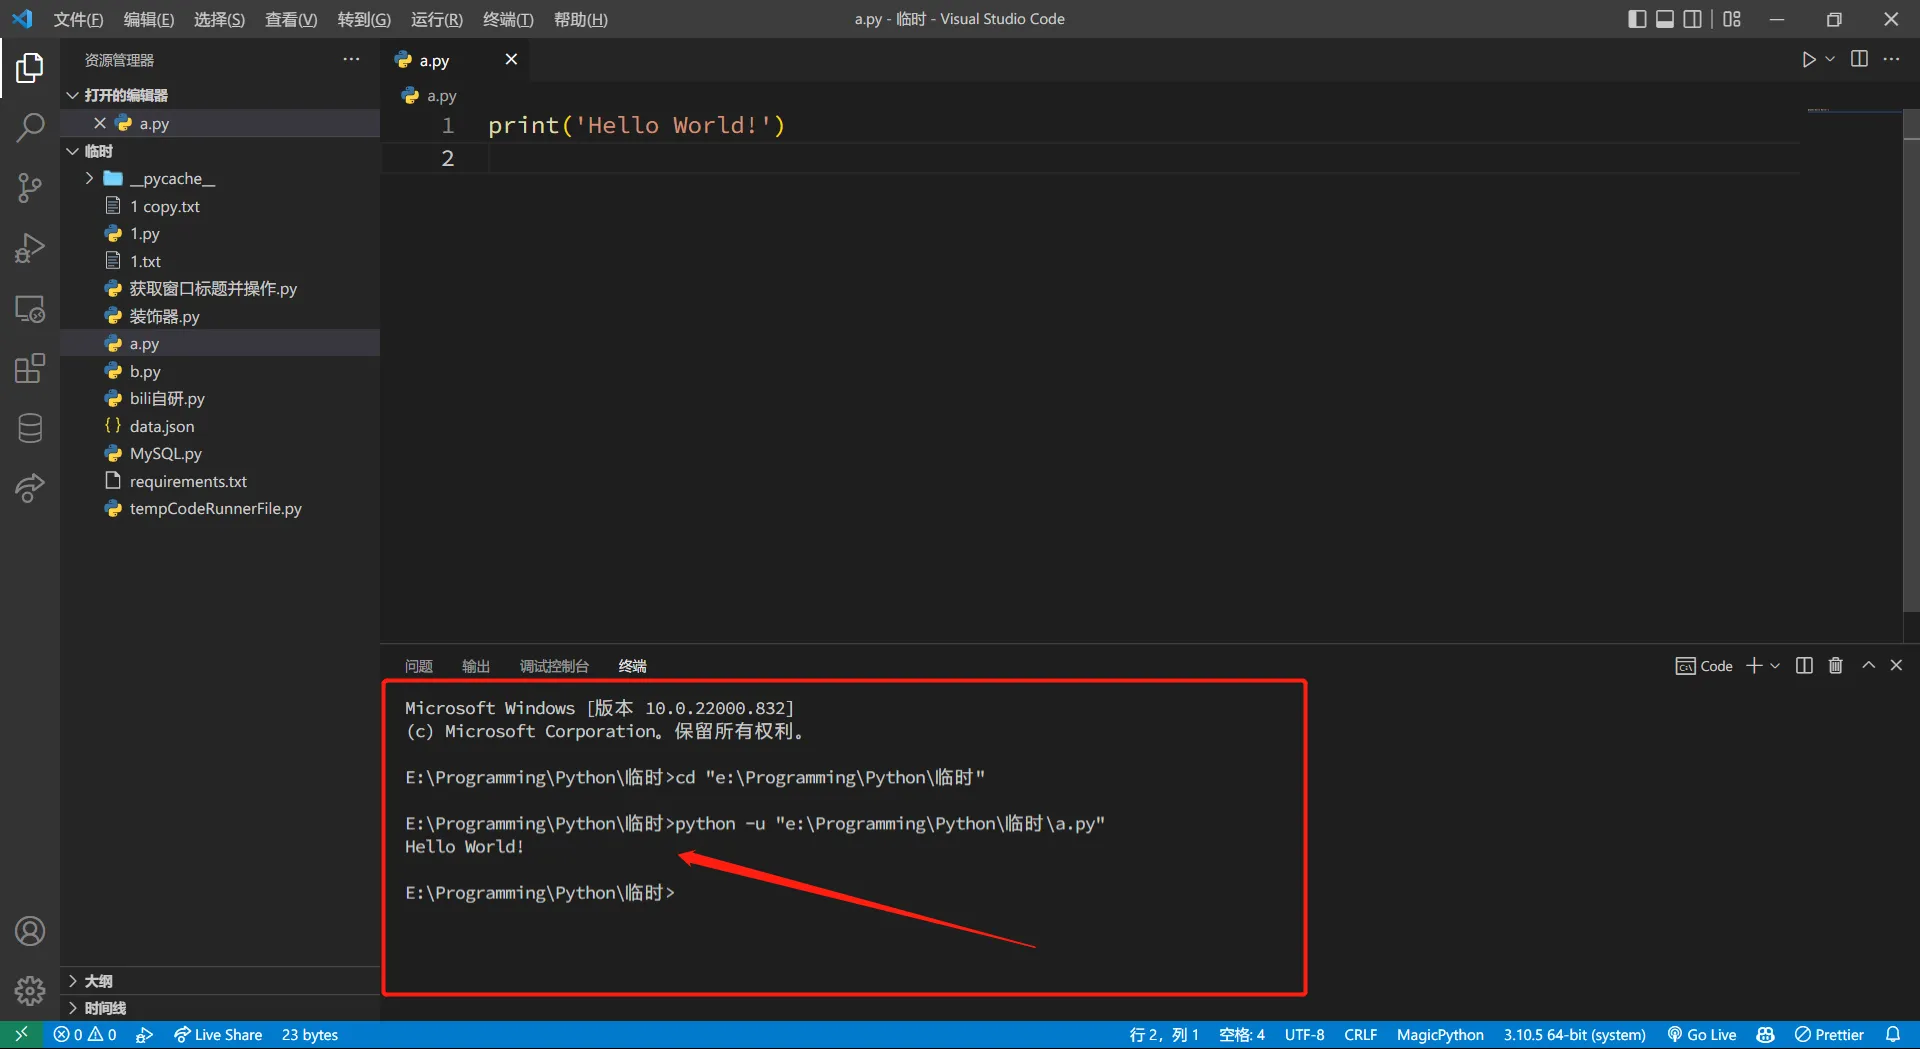 文件(F) 编辑(E) 选择(S) 查看(V) 转到(G) 运行(R) 终端(T) 帮助(H) a.py - 临时 - Visual Studio Code
资源管理器
a.py
打开的编辑器
a.py
a.py
1 print('Hello World!')
2
临时
__pycache__
1 copy.txt
1.py
1.txt
获取窗口标题并操作.py
装饰器.py
a.py
b.py
bili自研.py
data.json
MySQL.py
requirements.txt
tempCodeRunnerFile.py
问题 输出 调试控制台 终端 Code
Microsoft Windows [版本 10.0.22000.832]
(c) Microsoft Corporation。保留所有权利。
E:\Programming\Python\临时>cd "e:\Programming\Python\临时"
E:\Programming\Python\临时>python -u "e:\Programming\Python\临时\a.py"
Hello World!
E:\Programming\Python\临时>
大纲
时间线
0 0 Live Share 23 bytes 行 2，列 1 空格: 4 UTF-8 CRLF MagicPython 3.10.5 64-bit (system) Go Live Prettier